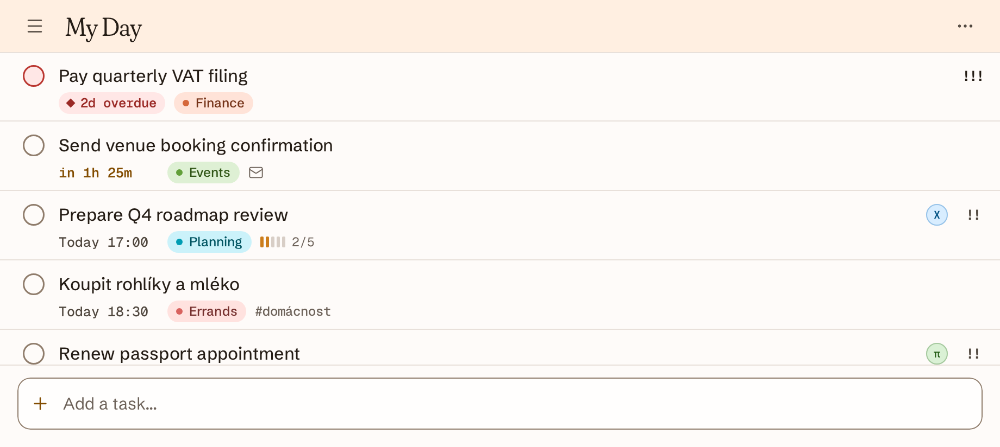 My Day
Pay quarterly VAT filing !!!
2d overdue Finance
Send venue booking confirmation
in 1h 25m Events
Prepare Q4 roadmap review X !!
Today 17:00 Planning 2/5
Koupit rohlíky a mléko
Today 18:30 Errands #domácnost
Renew passport appointment π !!
+ Add a task...